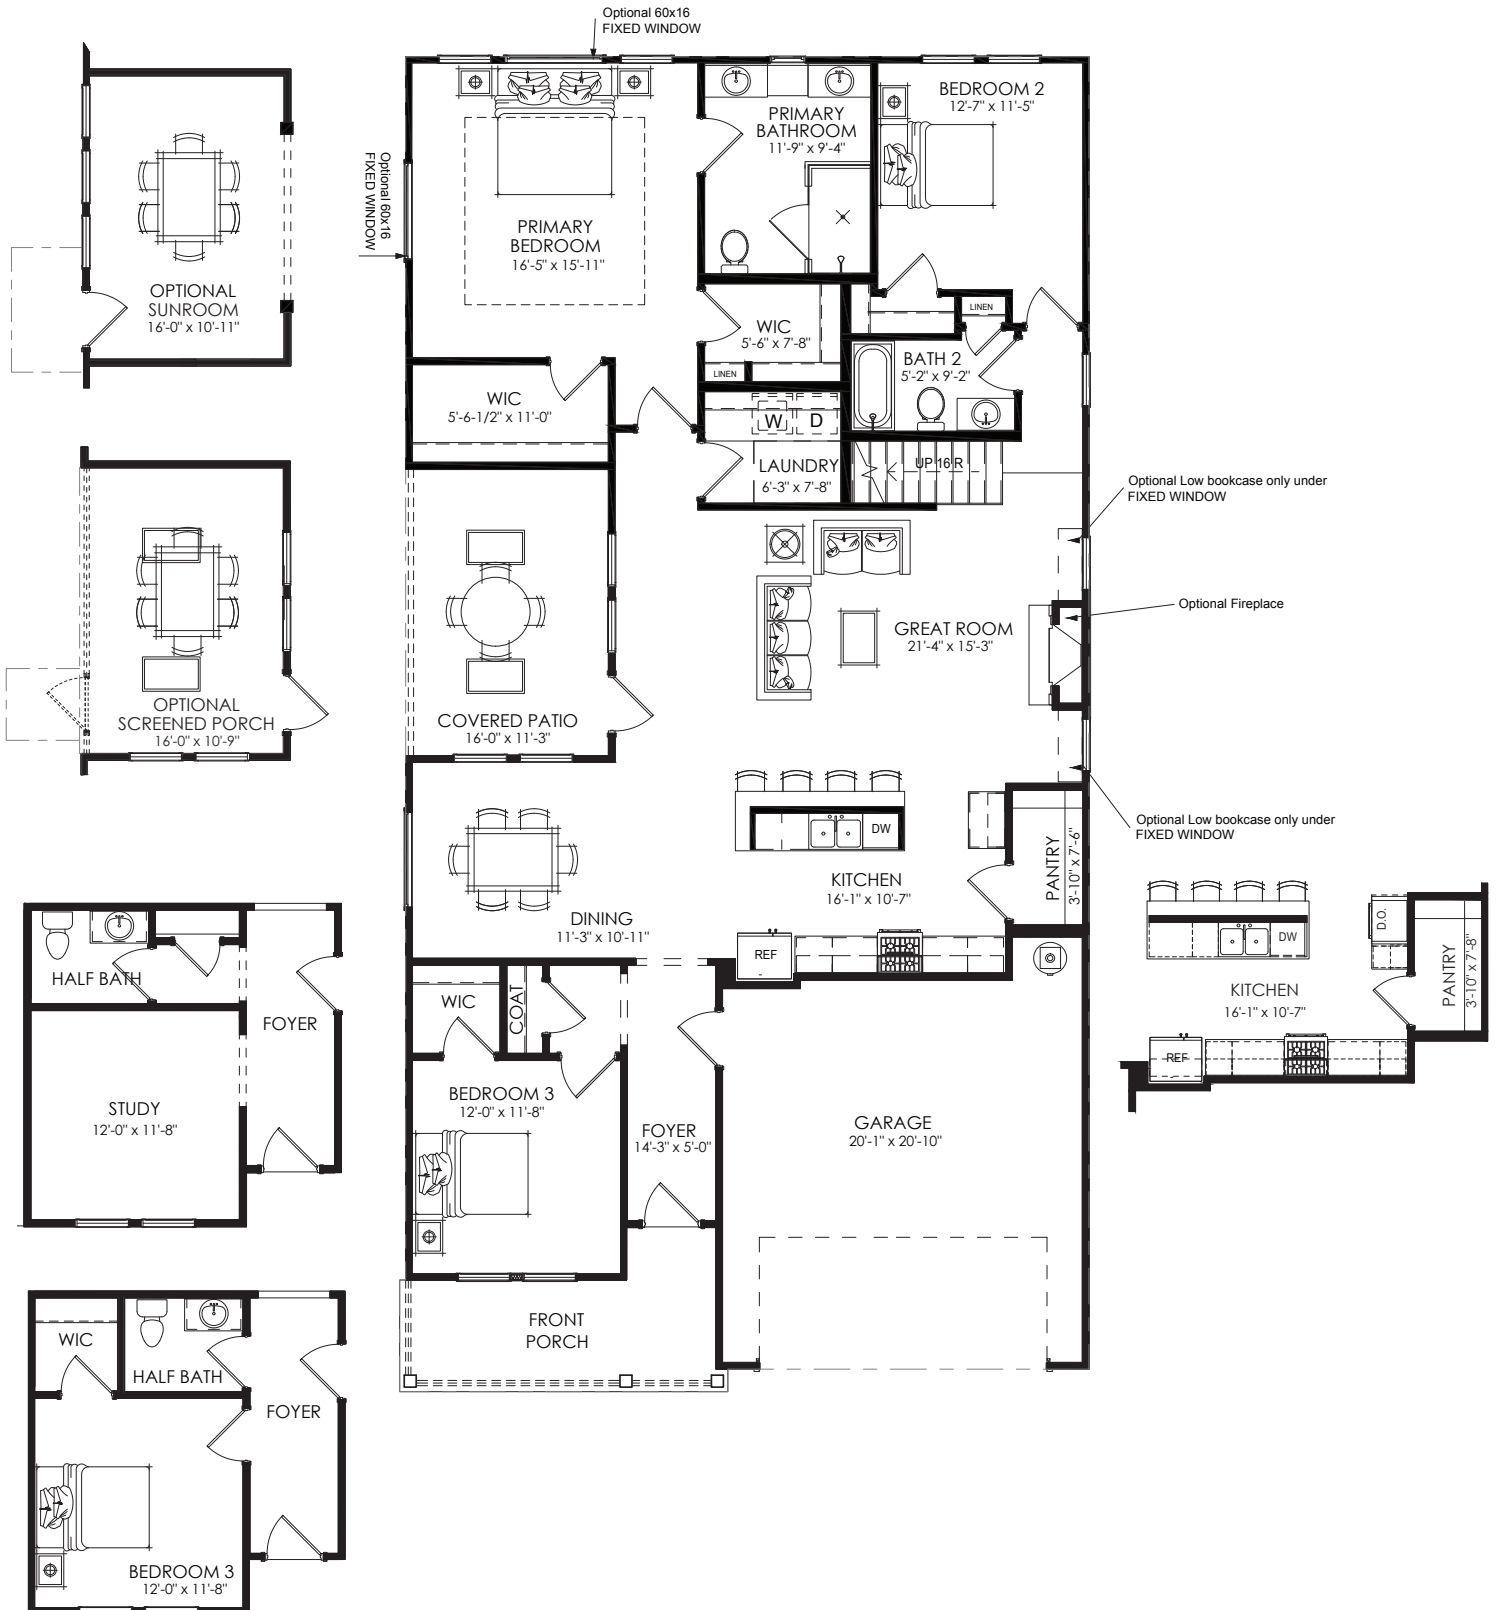 Optional 60x16
FIXED WINDOW
Optional 60x16
FIXED WINDOW
PRIMARY
BEDROOM
16'-5" x 15'-11"
PRIMARY
BATHROOM
11'-9" x 9'-4"
BEDROOM 2
12'-7" x 11'-5"
OPTIONAL
SUNROOM
16'-0" x 10'-11"
WIC
5'-6" x 7'-8"
LINEN
LINEN
BATH 2
5'-2" x 9'-2"
WIC
5'-6-1/2" x 11'-0"
W
D
LAUNDRY
6'-3" x 7'-8"
UP 16 R
Optional Low bookcase only under
FIXED WINDOW
Optional Fireplace
GREAT ROOM
21'-4" x 15'-3"
OPTIONAL
SCREENED PORCH
16'-0" x 10'-9"
COVERED PATIO
16'-0" x 11'-3"
Optional Low bookcase only under
FIXED WINDOW
DW
KITCHEN
16'-1" x 10'-7"
PANTRY
3'-10" x 7'-6"
DINING
11'-3" x 10'-11"
REF
D.O.
DW
KITCHEN
16'-1" x 10'-7"
PANTRY
3'-10" x 7'-8"
REF
HALF BATH
FOYER
STUDY
12'-0" x 11'-8"
WIC
COAT
BEDROOM 3
12'-0" x 11'-8"
FOYER
14'-3" x 5'-0"
GARAGE
20'-1" x 20'-10"
FRONT
PORCH
WIC
HALF BATH
FOYER
BEDROOM 3
12'-0" x 11'-8"